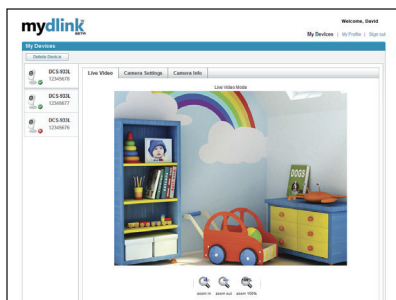 mydlink
BETA
Welcome, David
My Devices | My Profile | Sign out
My Devices
Delete Device
DCS-933L
12345678
DCS-933L
12345677
DCS-933L
12345676
Live Video
Camera Settings
Camera Info
Live Video Mode
DOGS
zoom in
zoom out
zoom 100%